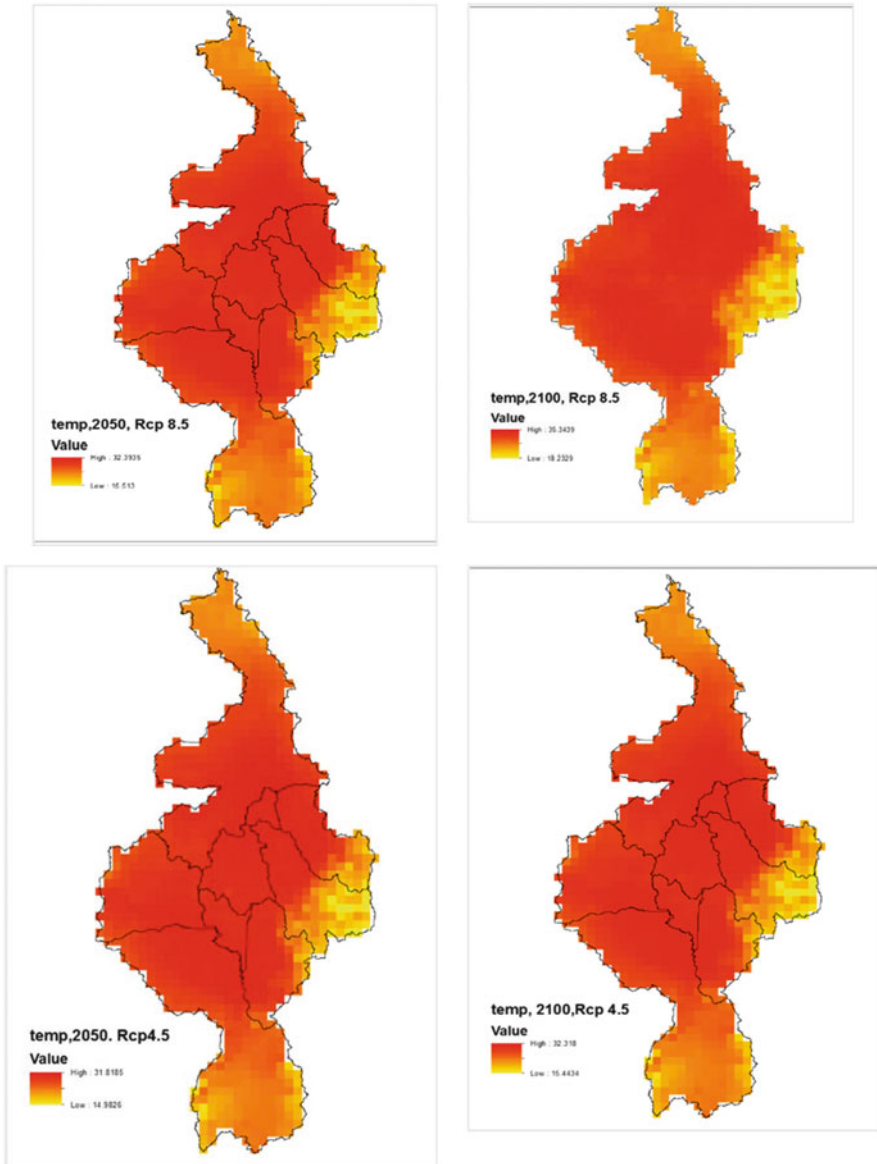 temp,2050, Rcp 8.5
Value
High : 32.3935
Low : 15.513
temp,2100, Rcp 8.5
Value
High : 35.3439
Low : 18.2329
temp,2050. Rcp4.5
Value
High : 31.8185
Low : 14.9826
temp, 2100,Rcp 4.5
Value
High : 32.318
Low : 15.4434